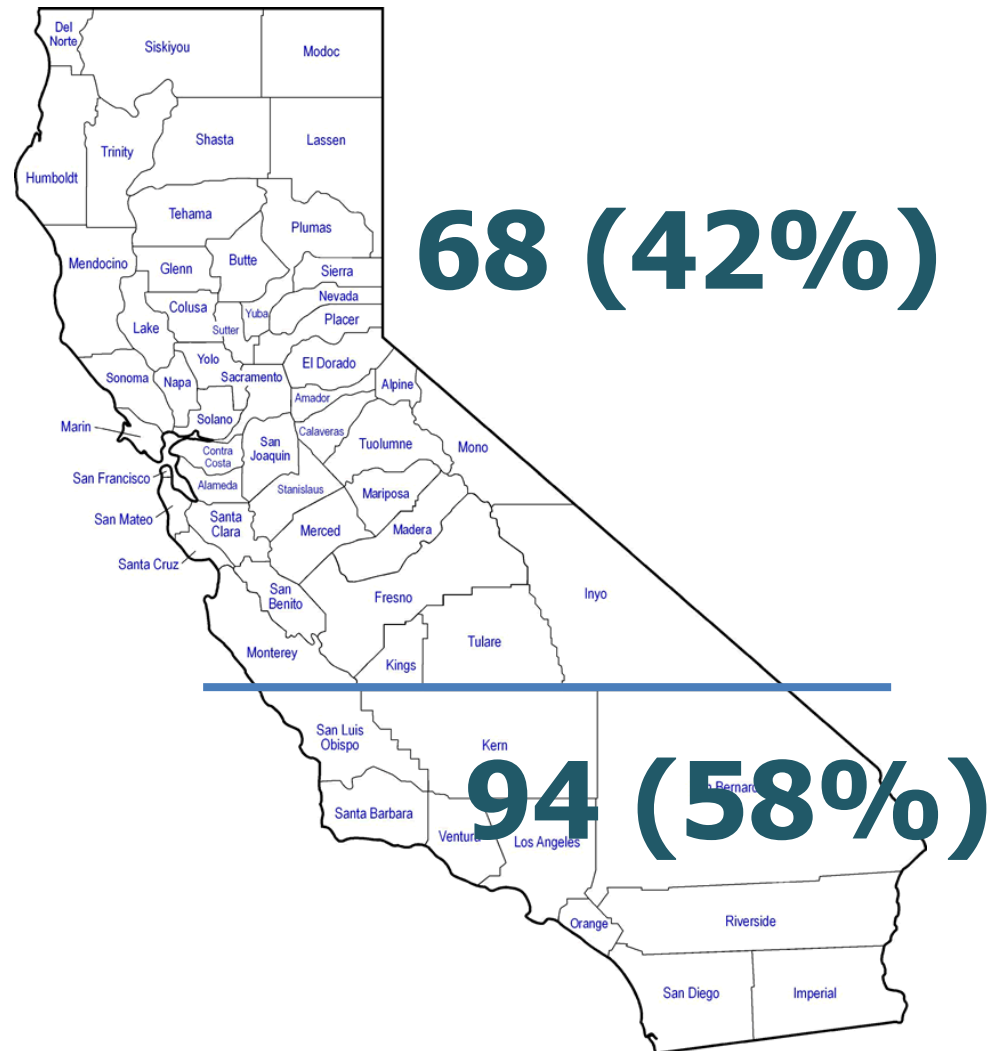 Del
Norte
Siskiyou
Modoc
Shasta
Lassen
Trinity
Humboldt
Tehama
Plumas
68 (42%)
Mendocino
Glenn
Butte
Sierra
Nevada
Colusa
Yuba
Placer
Lake
Sutter
Yolo
El Dorado
Sonoma
Napa
Sacramento
Alpine
Amador
Solano
Marin
Calaveras
Tuolumne
Mono
San
Joaquin
Contra
Costa
San Francisco
Alameda
Stanislaus
Mariposa
San Mateo
Santa
Clara
Merced
Madera
Santa Cruz
San
Benito
Fresno
Inyo
Monterey
Tulare
Kings
San Luis
Obispo
Kern
94 (58%)
Santa Barbara
Ventura
Los Angeles
Orange
Riverside
San Diego
Imperial